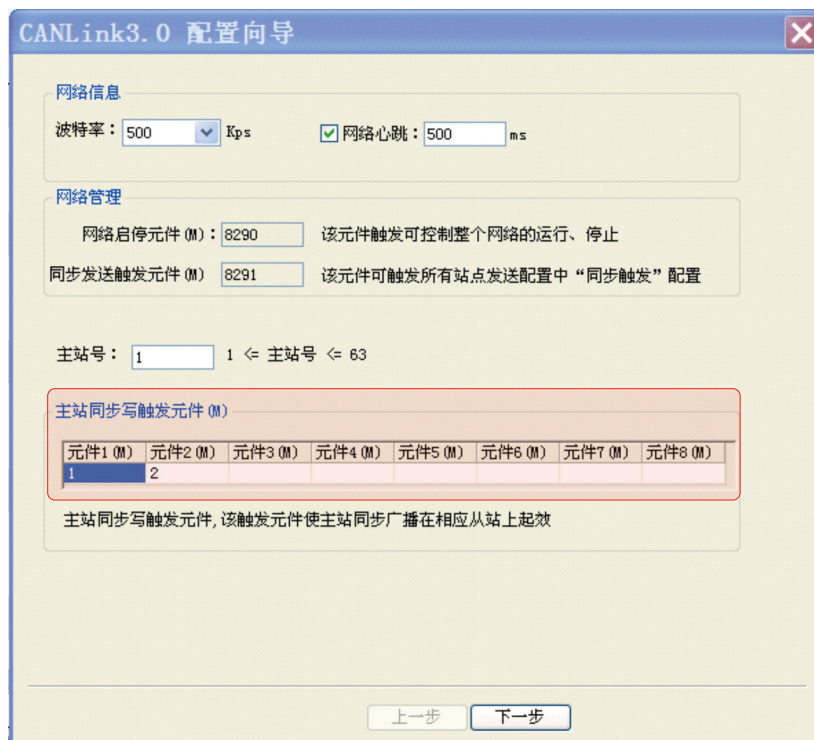 CANLink3.0 配置向导
网络信息
波特率： 500 Kps 网络心跳： 500 ms
网络管理
网络启停元件(M)： 8290 该元件触发可控制整个网络的运行、停止
同步发送触发元件(M) 8291 该元件可触发所有站点发送配置中“同步触发”配置
主站号： 1 1 <= 主站号 <= 63
主站同步写触发元件(M)
元件1(M) 元件2(M) 元件3(M) 元件4(M) 元件5(M) 元件6(M) 元件7(M) 元件8(M)
1 2
主站同步写触发元件,该触发元件使主站同步广播在相应从站上起效
上一步 下一步